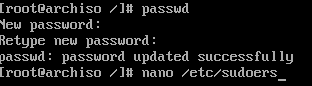 [root@archiso /]# passwd
New password:
Retype new password:
passwd: password updated successfully
[root@archiso /]# nano /etc/sudoers_